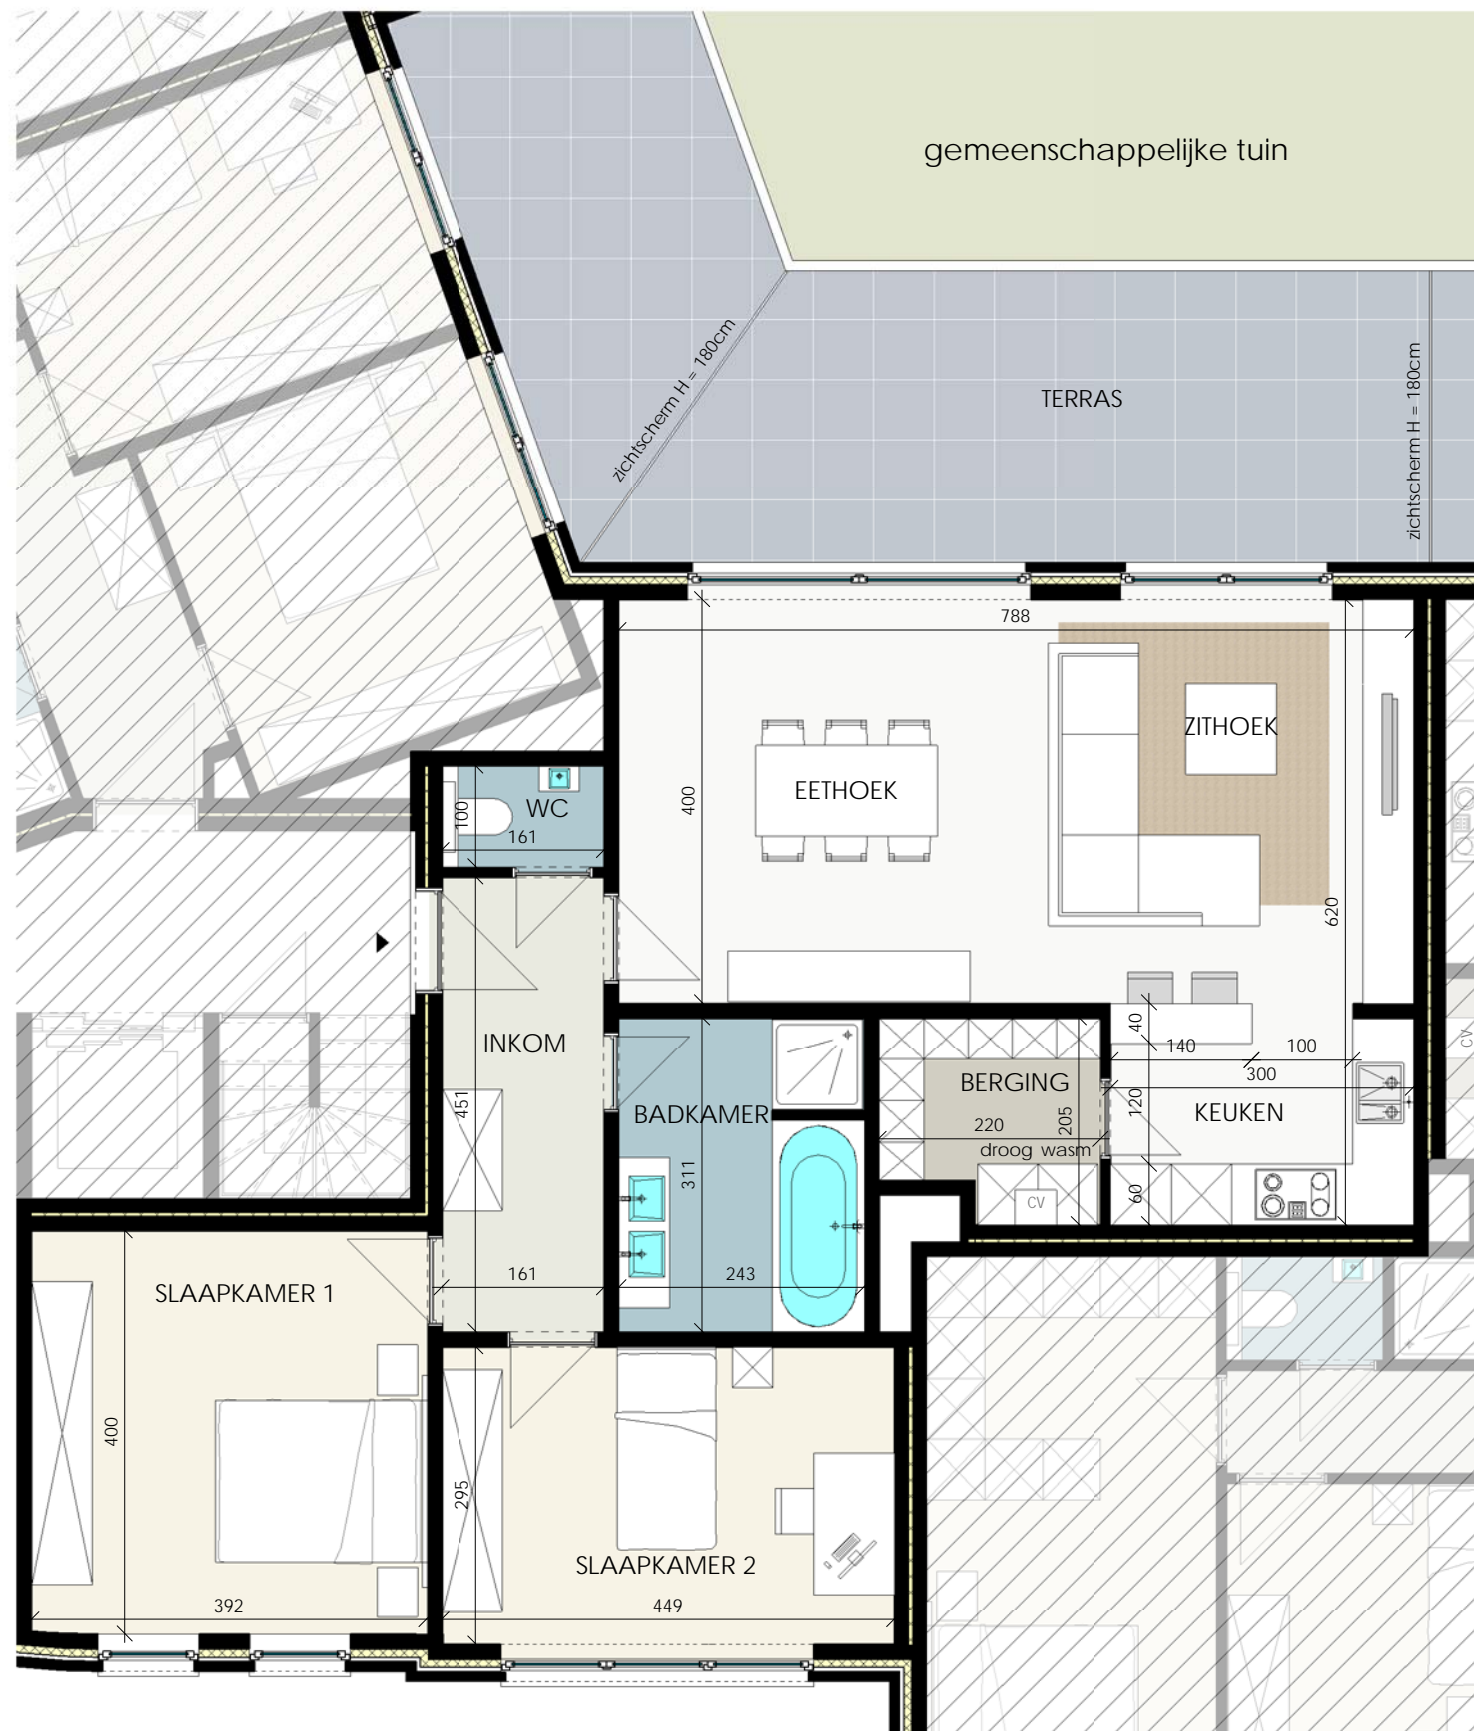 gemeenschappelijke tuin
zichtscherm H = 180cm
TERRAS
zichtscherm H = 180cm
788
ZITHOEK
EETHOEK
400
620
WC
100
161
INKOM
451
40
140
100
300
BERGING
120
205
KEUKEN
BADKAMER
220
droog wasm
311
60
CV
CV
161
243
SLAAPKAMER 1
400
295
SLAAPKAMER 2
392
449